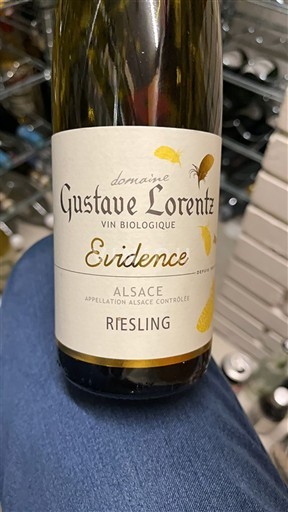 domaine
Gustave Lorentz
VIN BIOLOGIQUE
Evidence
ALSACE
APPELLATION ALSACE CONTRÔLÉE
RIESLING